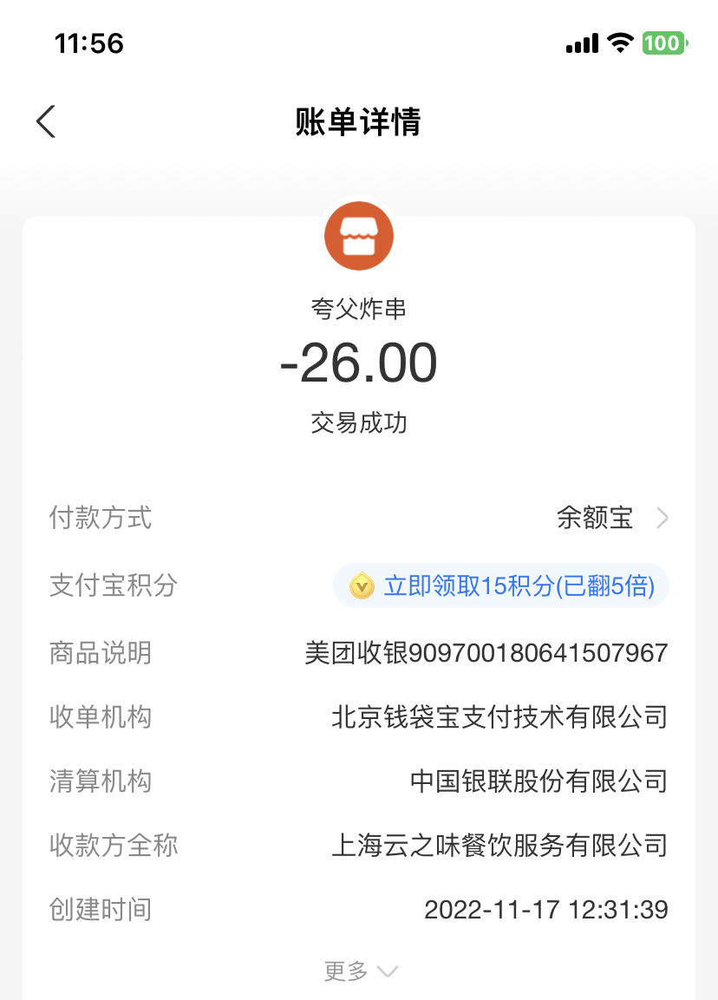 11:56
100
账单详情
夸父炸串
-26.00
交易成功
付款方式 余额宝
支付宝积分 立即领取15积分(已翻5倍)
商品说明 美团收银909700180641507967
收单机构 北京钱袋宝支付技术有限公司
清算机构 中国银联股份有限公司
收款方全称 上海云之味餐饮服务有限公司
创建时间 2022-11-17 12:31:39
更多